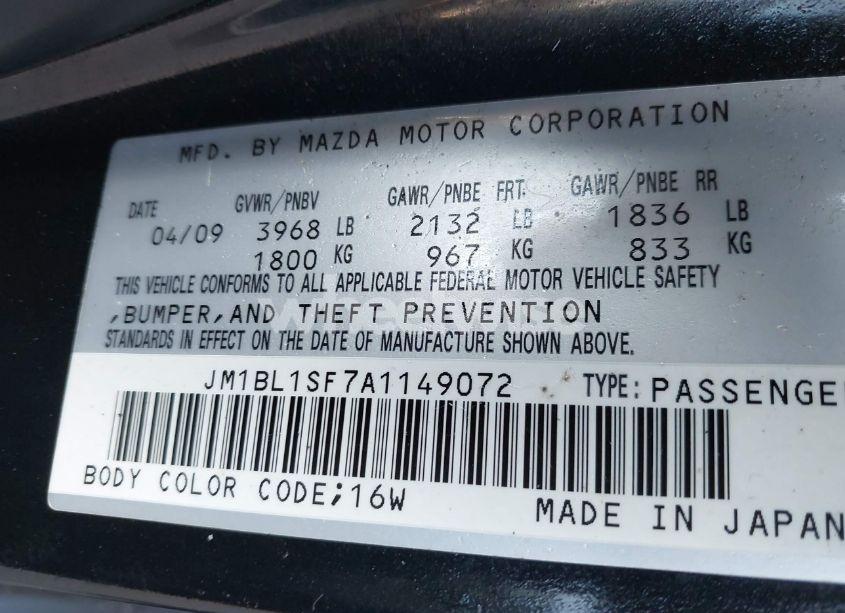 MFD. BY MAZDA MOTOR CORPORATION
DATE GVWR/PNBV GAWR/PNBE FRT. GAWR/PNBE RR
04/09 3968 LB 2132 LB 1836 LB
1800 KG 967 KG 833 KG
THIS VEHICLE CONFORMS TO ALL APPLICABLE FEDERAL MOTOR VEHICLE SAFETY
,BUMPER,AND THEFT PREVENTION
STANDARDS IN EFFECT ON THE DATE OF MANUFACTURE SHOWN ABOVE.
JM1BL1SF7A1149072 TYPE: PASSENGE
BODY COLOR CODE;16W
MADE IN JAPAN